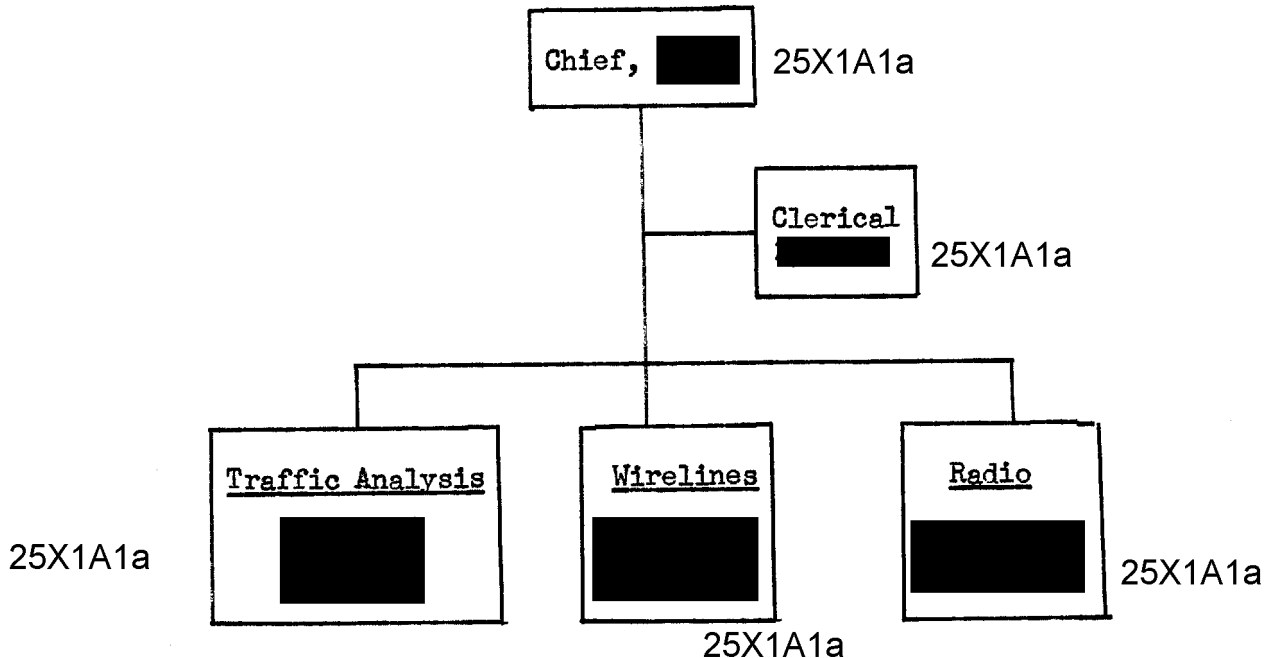 Chief,
25X1A1a
Clerical
25X1A1a
Traffic Analysis
Wirelines
Radio
25X1A1a
25X1A1a
25X1A1a